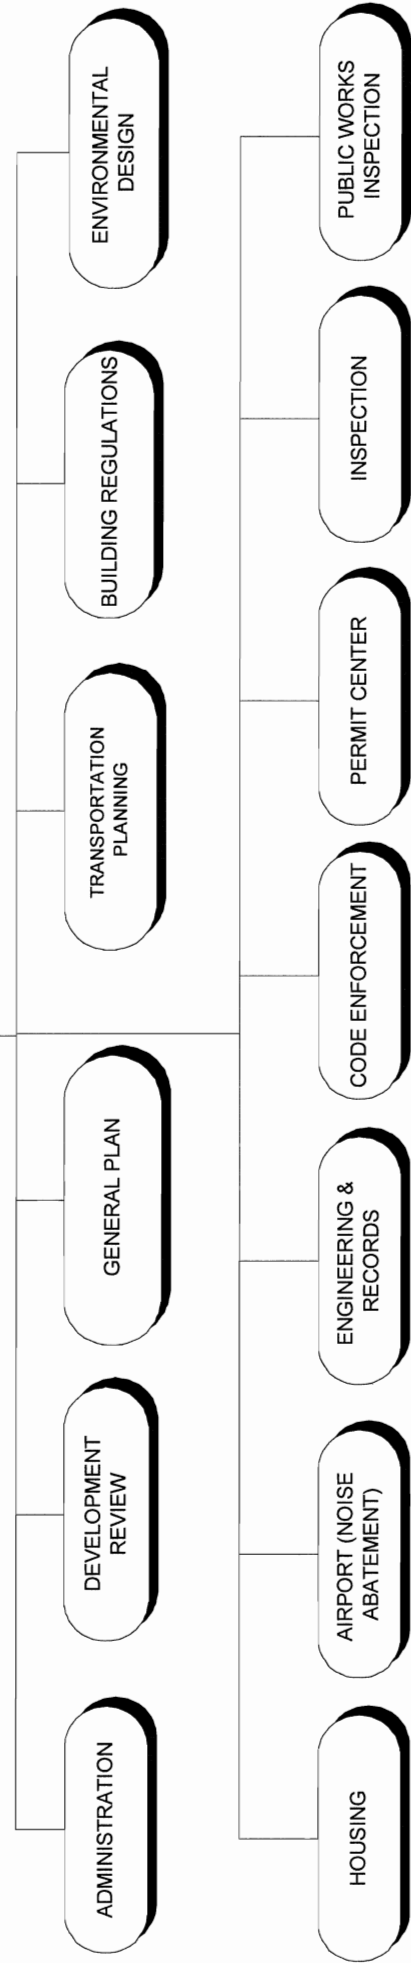 ADMINISTRATION
DEVELOPMENT
REVIEW
GENERAL PLAN
TRANSPORTATION
PLANNING
BUILDING REGULATIONS
ENVIRONMENTAL
DESIGN
HOUSING
AIRPORT (NOISE
ABATEMENT)
ENGINEERING &
RECORDS
CODE ENFORCEMENT
PERMIT CENTER
INSPECTION
PUBLIC WORKS
INSPECTION